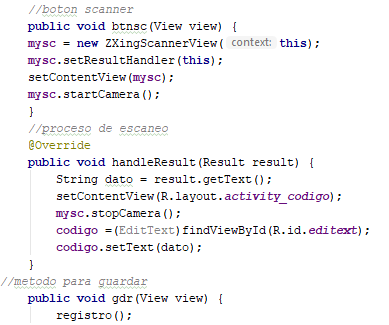 //boton scanner
public void btnsc(View view) {
mysc = new ZXingScannerView( context: this);
mysc.setResultHandler(this);
setContentView(mysc);
mysc.startCamera();
}
//proceso de escaneo
@Override
public void handleResult(Result result) {
String dato = result.getText();
setContentView(R.layout.activity_codigo);
mysc.stopCamera();
codigo =(EditText)findViewById(R.id.editext);
codigo.setText(dato);
}
//metodo para guardar
public void gdr(View view) {
registro();